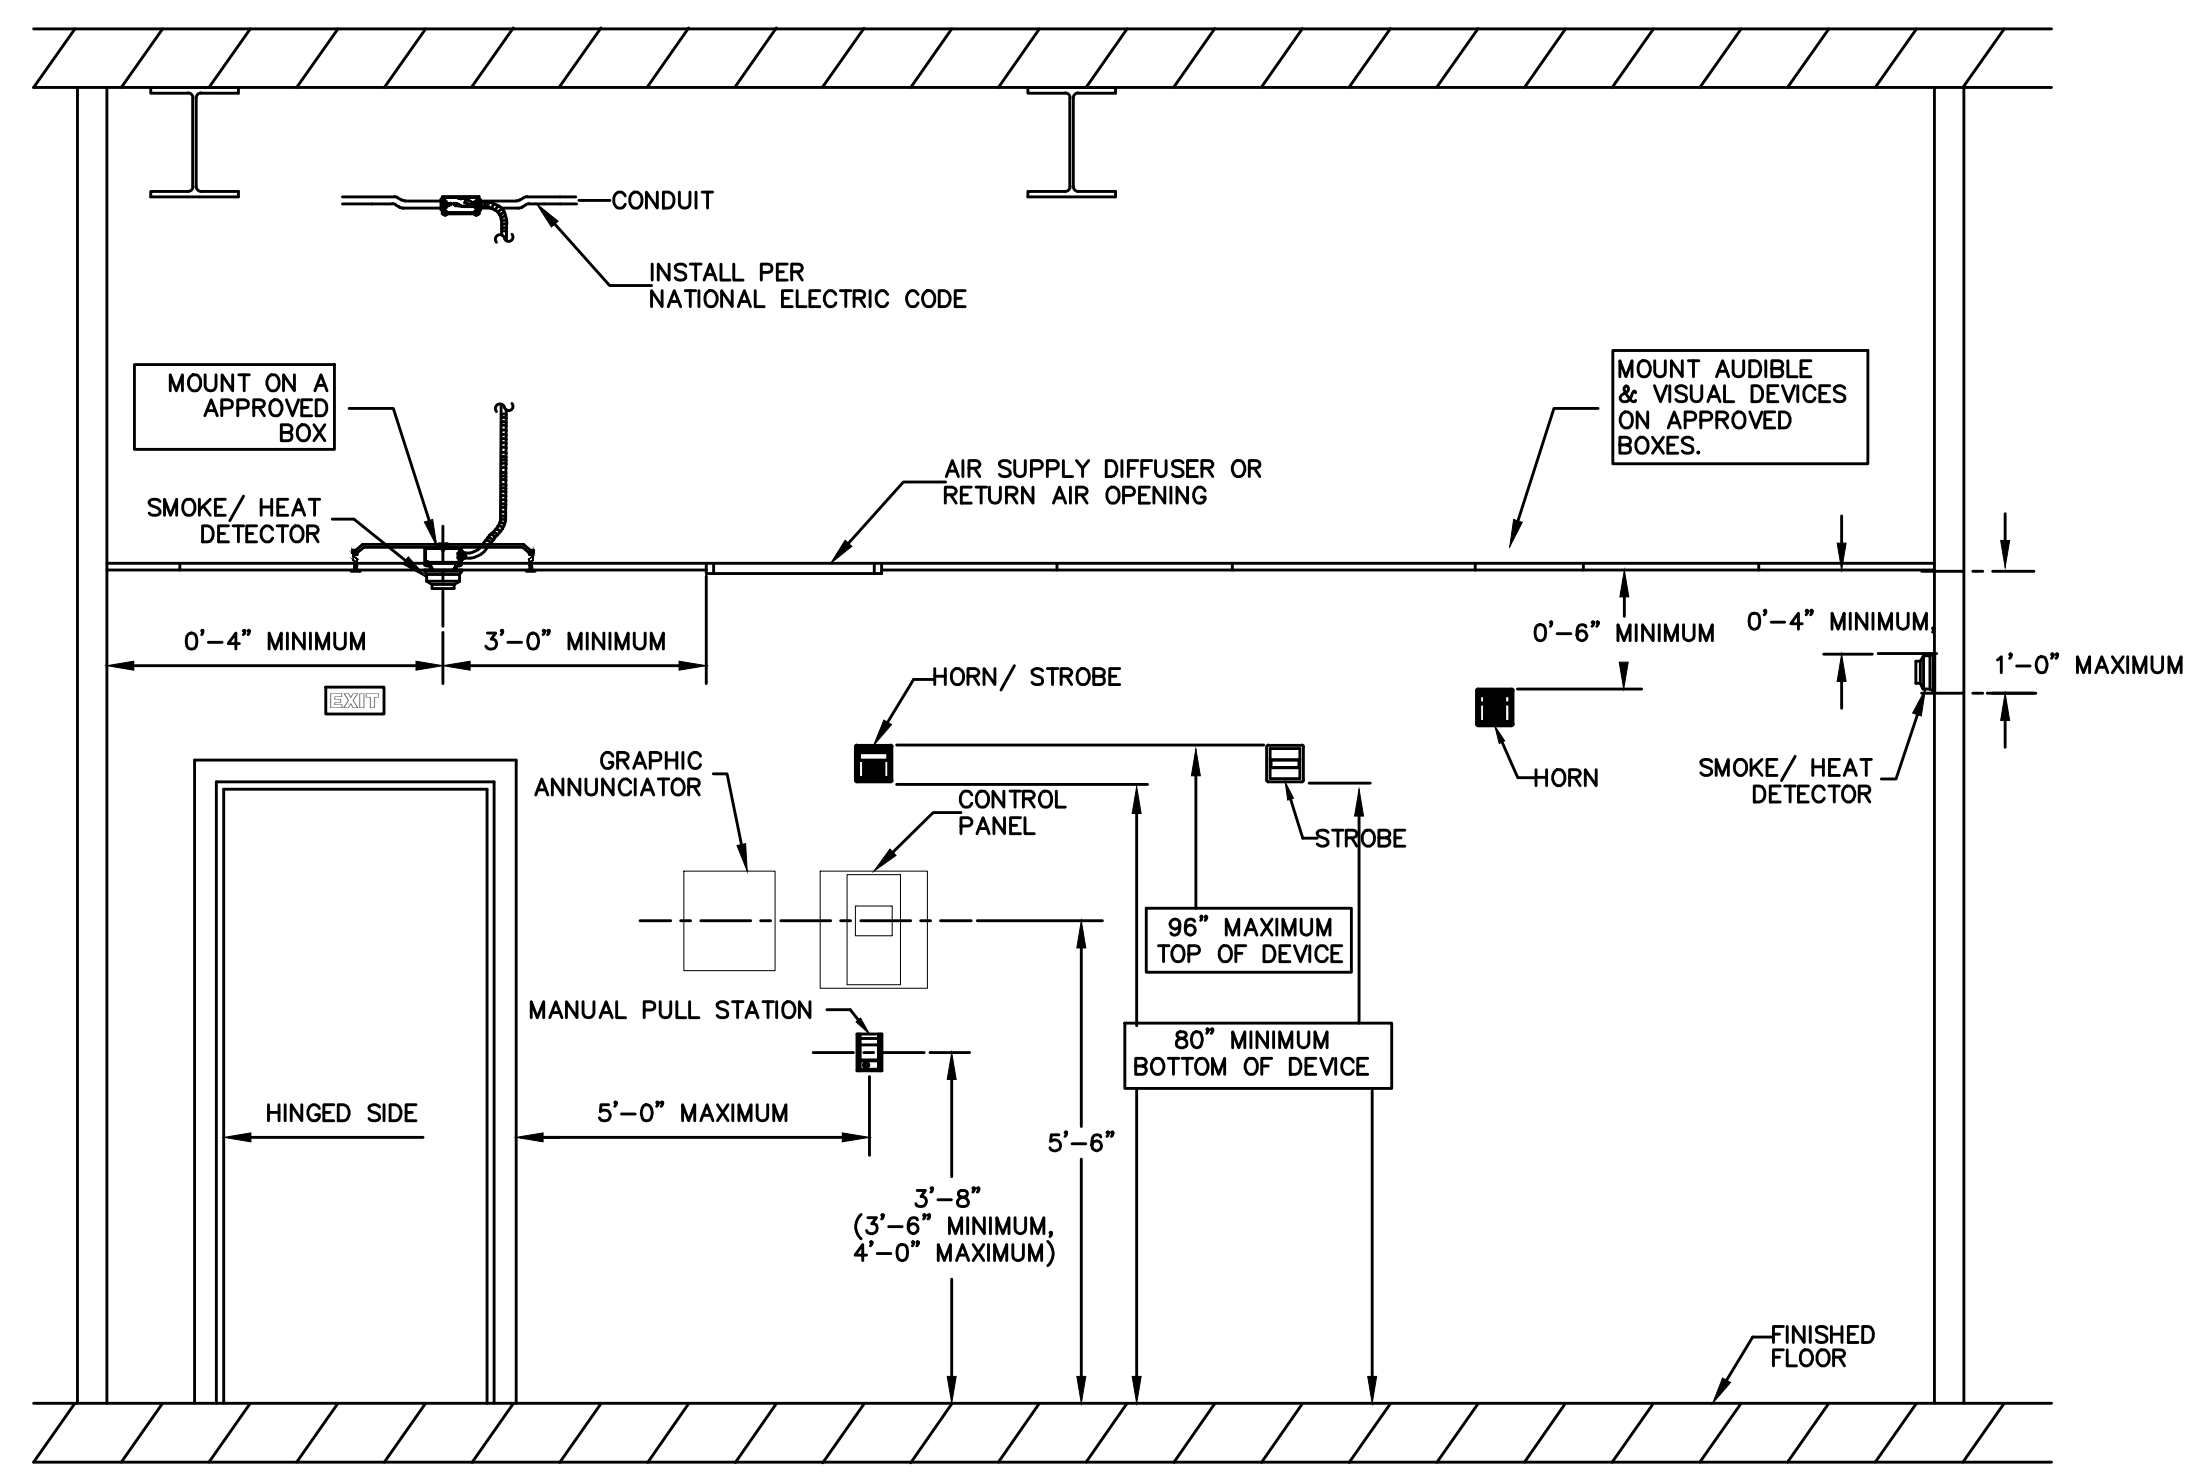 CONDUIT
INSTALL PER
NATIONAL ELECTRIC CODE
MOUNT ON A
APPROVED
BOX
MOUNT AUDIBLE
& VISUAL DEVICES
ON APPROVED
BOXES.
SMOKE/ HEAT
DETECTOR
AIR SUPPLY DIFFUSER OR
RETURN AIR OPENING
0'-4" MINIMUM
3'-0" MINIMUM
0'-6" MINIMUM
0'-4" MINIMUM,
1'-0" MAXIMUM
EXIT
HORN/ STROBE
GRAPHIC
ANNUNCIATOR
CONTROL
PANEL
STROBE
HORN
SMOKE/ HEAT
DETECTOR
96" MAXIMUM
TOP OF DEVICE
MANUAL PULL STATION
80" MINIMUM
BOTTOM OF DEVICE
HINGED SIDE
5'-0" MAXIMUM
5'-6"
3'-8"
(3'-6" MINIMUM,
4'-0" MAXIMUM)
FINISHED
FLOOR